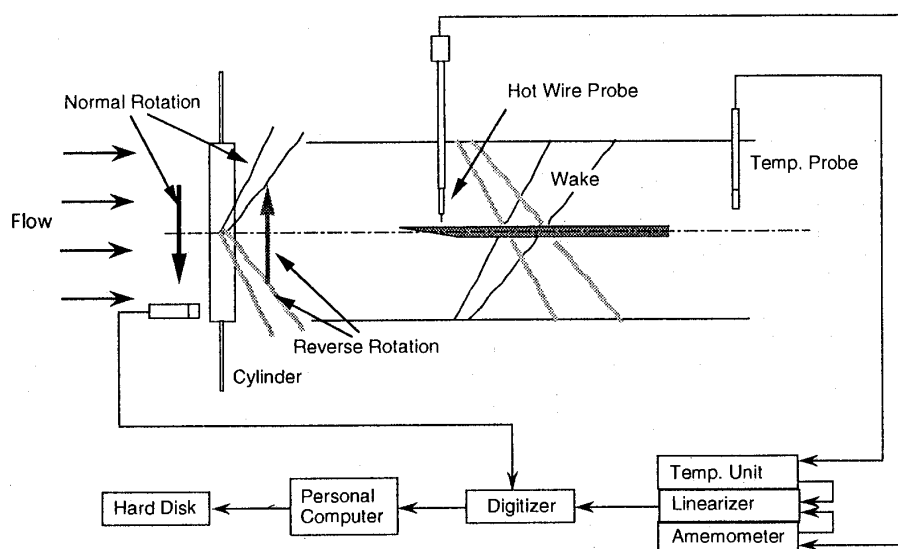 Normal Rotation
Hot Wire Probe
Temp. Probe
Wake
Flow
Reverse Rotation
Cylinder
Temp. Unit
Hard Disk
Personal
Computer
Digitizer
Linearizer
Amemometer